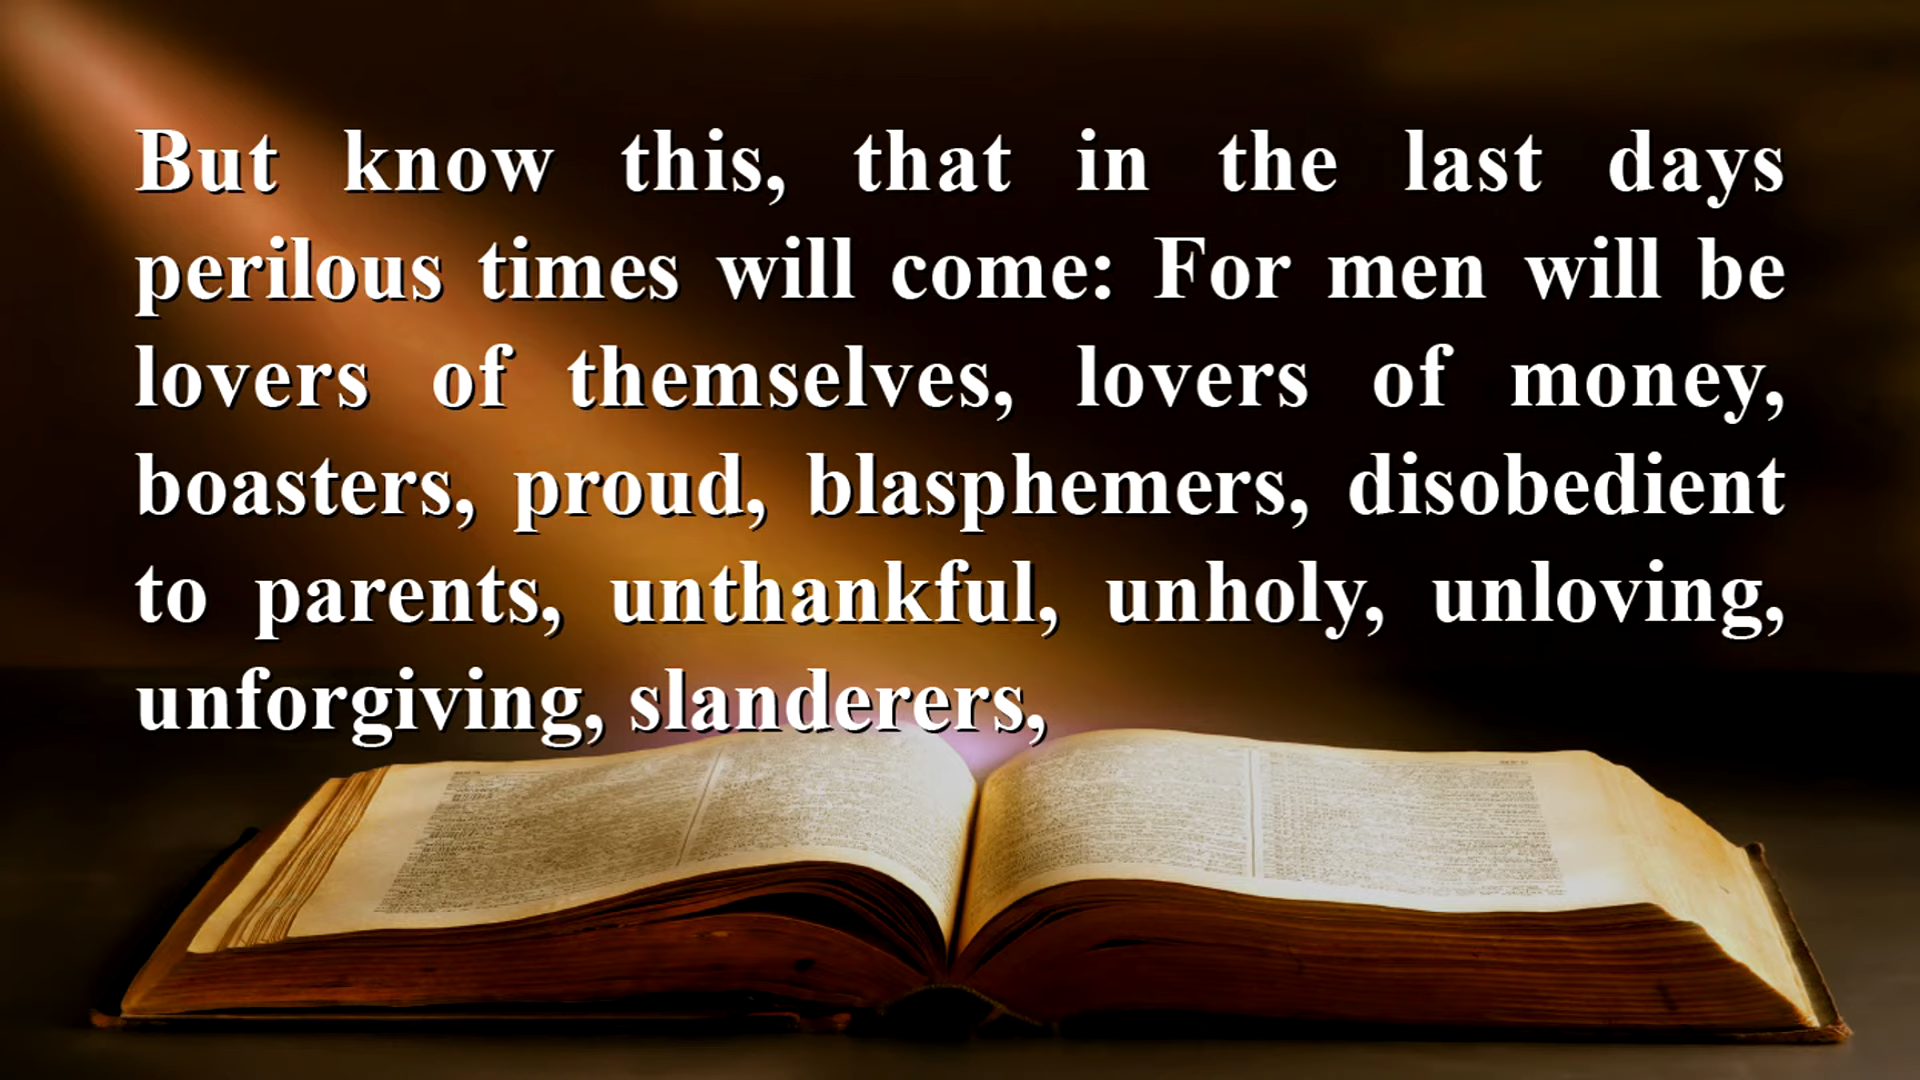 But know this, that in the last days
perilous times will come: For men will be
lovers of themselves, lovers of money,
boasters, proud, blasphemers, disobedient
to parents, unthankful, unholy, unloving,
unforgiving, slanderers,